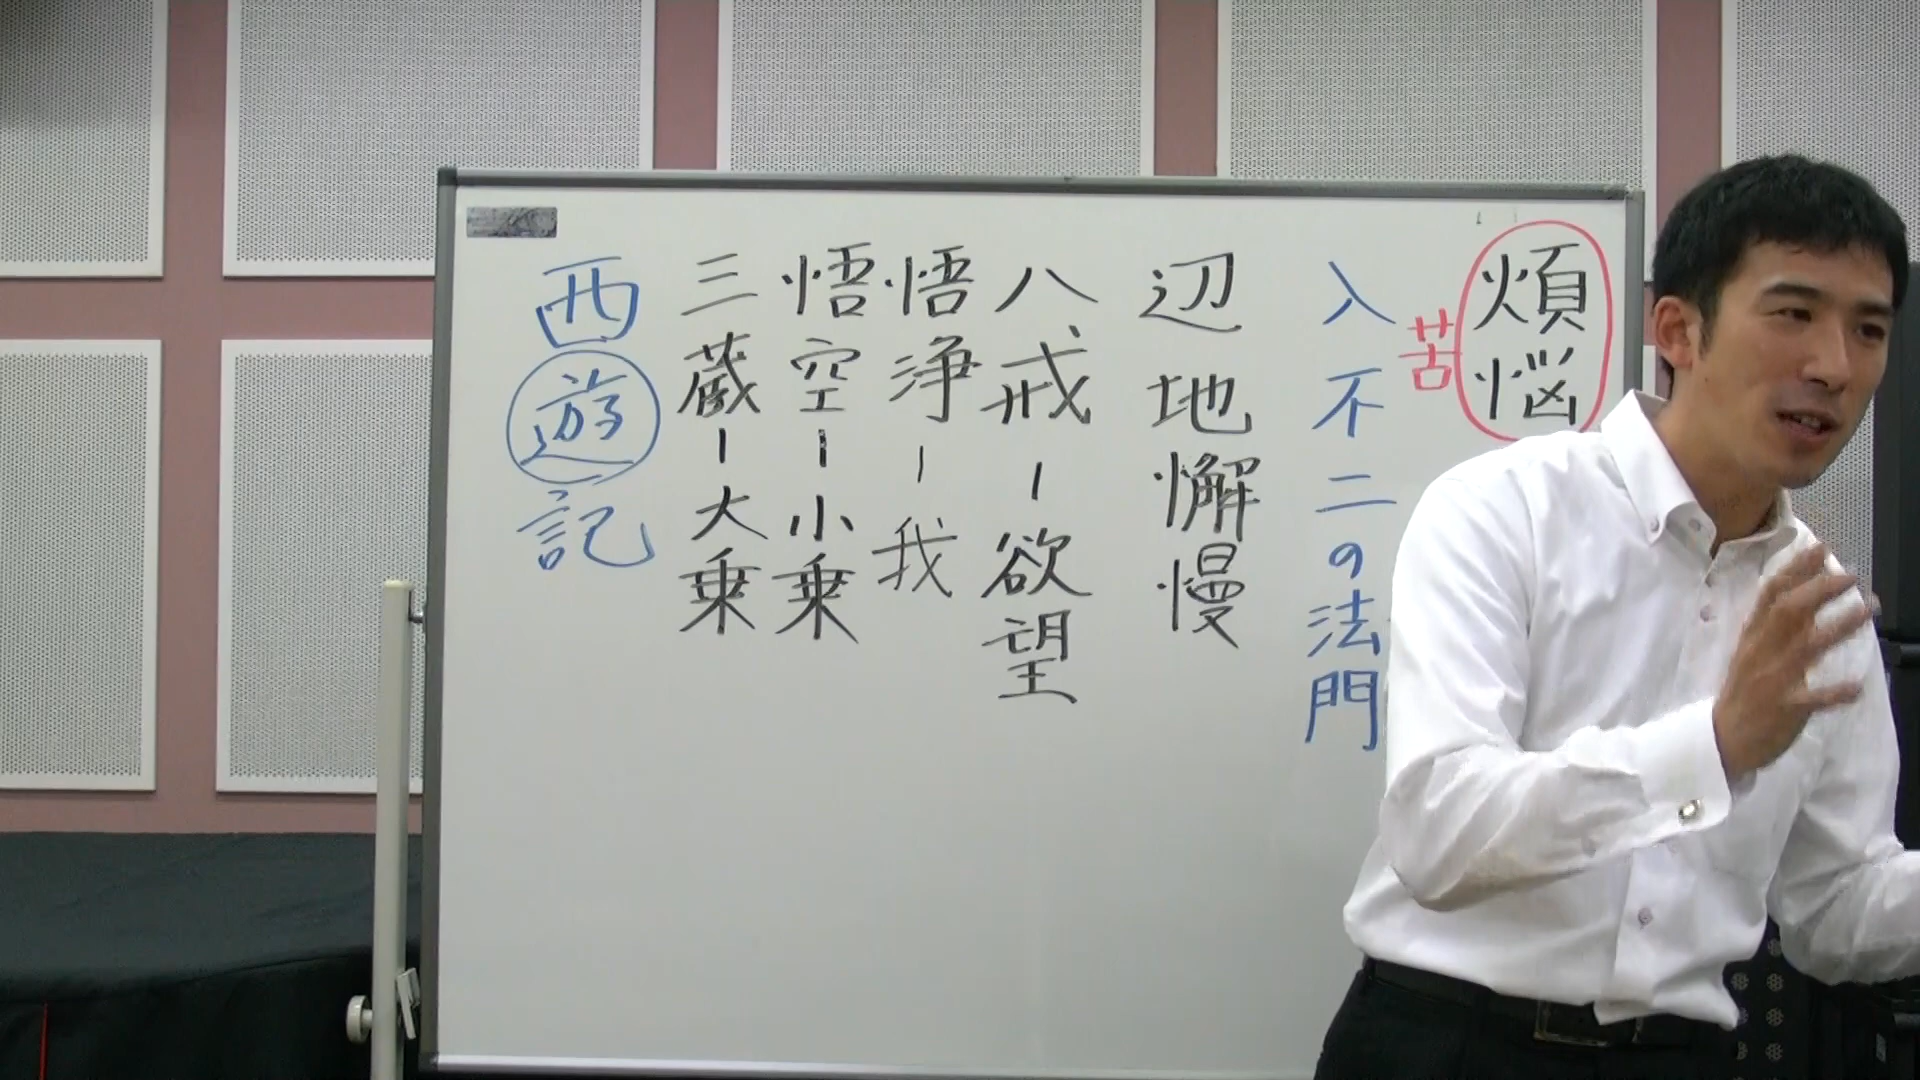 煩悩
苦
入不二の法門
辺地懈慢
八戒ー欲望
悟浄ー我
悟空ー小乗
三蔵ー大乗
西遊記